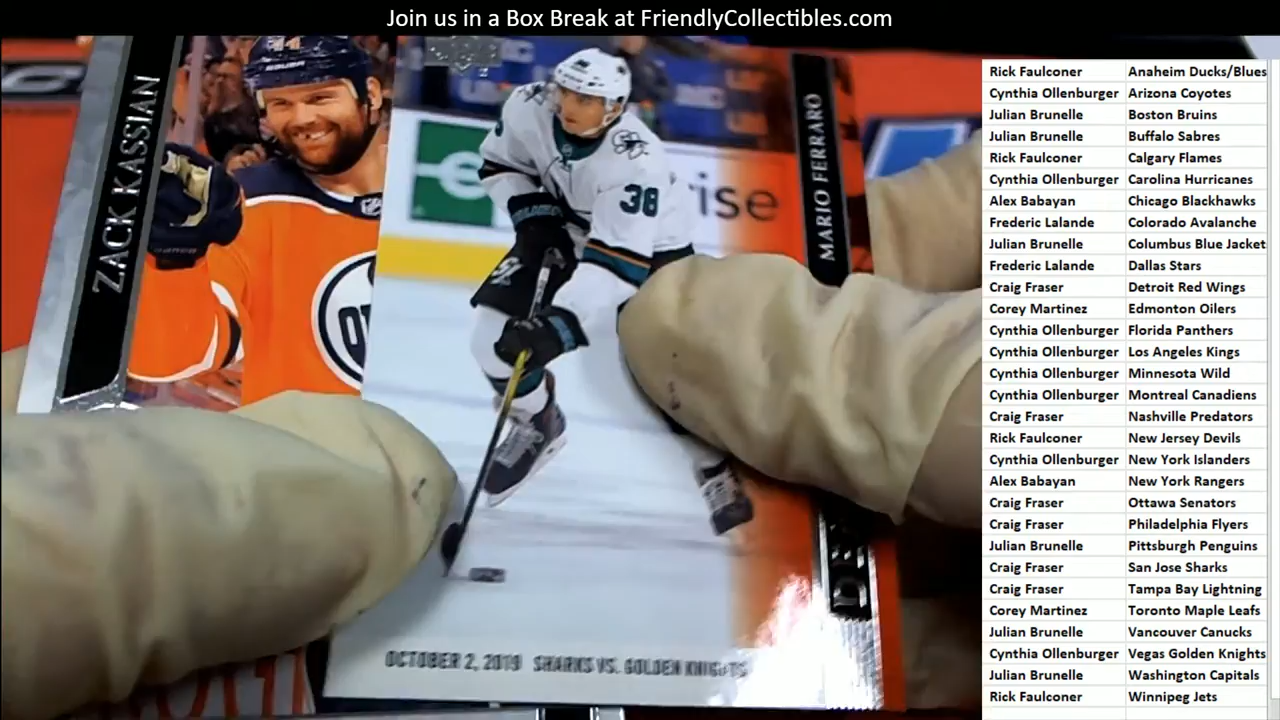 Join us in a Box Break at FriendlyCollectibles.com
ZACK KASSIAN
MARIO FERRARO
38
ise
OCTOBER 2, 2019 SHARKS VS. GOLDEN KNIGHTS
Rick Faulconer Anaheim Ducks/Blues
Cynthia Ollenburger Arizona Coyotes
Julian Brunelle Boston Bruins
Julian Brunelle Buffalo Sabres
Rick Faulconer Calgary Flames
Cynthia Ollenburger Carolina Hurricanes
Alex Babayan Chicago Blackhawks
Frederic Lalande Colorado Avalanche
Julian Brunelle Columbus Blue Jacket
Frederic Lalande Dallas Stars
Craig Fraser Detroit Red Wings
Corey Martinez Edmonton Oilers
Cynthia Ollenburger Florida Panthers
Cynthia Ollenburger Los Angeles Kings
Cynthia Ollenburger Minnesota Wild
Cynthia Ollenburger Montreal Canadiens
Craig Fraser Nashville Predators
Rick Faulconer New Jersey Devils
Cynthia Ollenburger New York Islanders
Alex Babayan New York Rangers
Craig Fraser Ottawa Senators
Craig Fraser Philadelphia Flyers
Julian Brunelle Pittsburgh Penguins
Craig Fraser San Jose Sharks
Craig Fraser Tampa Bay Lightning
Corey Martinez Toronto Maple Leafs
Julian Brunelle Vancouver Canucks
Cynthia Ollenburger Vegas Golden Knights
Julian Brunelle Washington Capitals
Rick Faulconer Winnipeg Jets